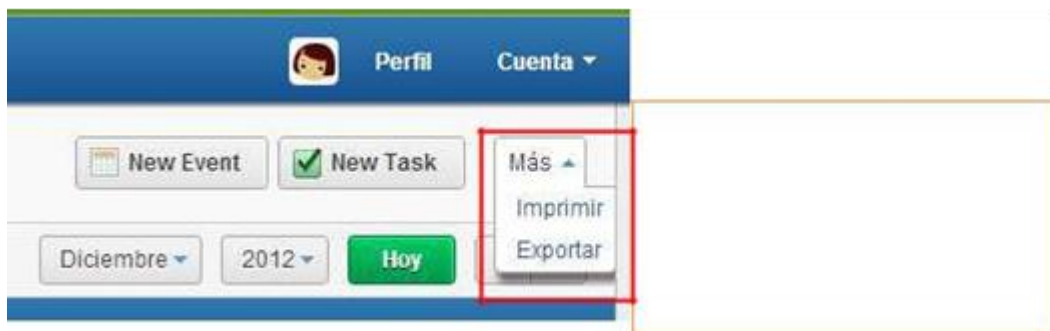 Perfil Cuenta
New Event New Task Más
Imprimir
Exportar
Diciembre 2012 Hoy